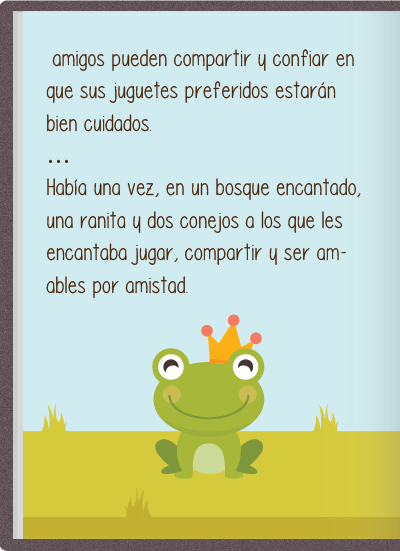 amigos pueden compartir y confiar en
que sus juguetes preferidos estarán
bien cuidados.
...
Había una vez, en un bosque encantado,
una ranita y dos conejos a los que les
encantaba jugar, compartir y ser am-
ables por amistad.